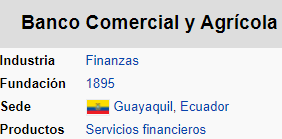 Banco Comercial y Agrícola
Industria Finanzas
Fundación 1895
Sede Guayaquil, Ecuador
Productos Servicios financieros